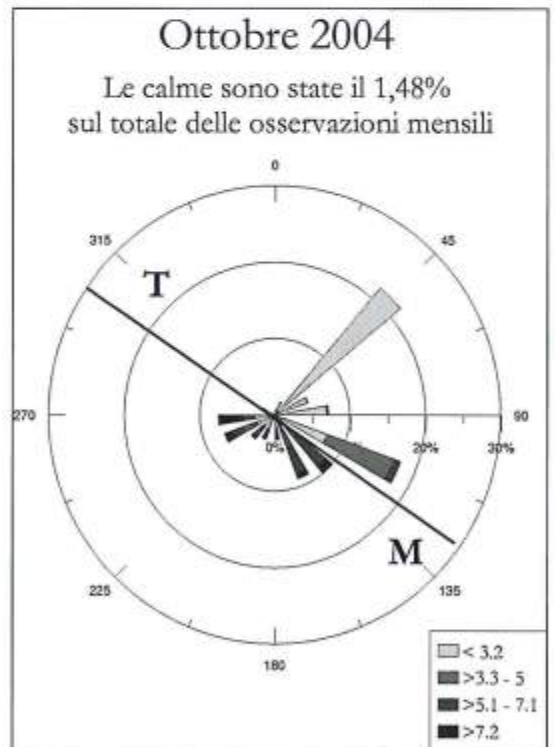 Ottobre 2004
Le calme sono state il 1,48%
sul totale delle osservazioni mensili
0
315
45
T
270
90
0%
20%
30%
M
225
135
180
< 3.2
>3.3 - 5
>5.1 - 7.1
>7.2